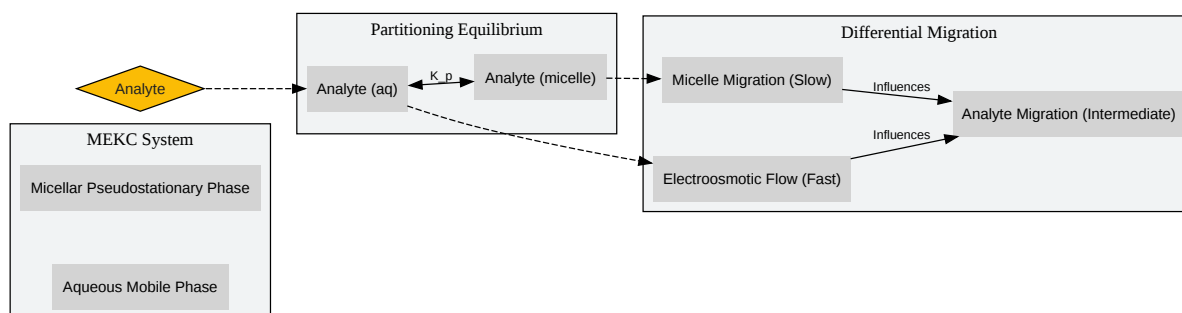 Analyte
MEKC System
Micellar Pseudostationary Phase
Aqueous Mobile Phase
Partitioning Equilibrium
Analyte (aq)
K_p
Analyte (micelle)
Differential Migration
Micelle Migration (Slow)
Influences
Electroosmotic Flow (Fast)
Influences
Analyte Migration (Intermediate)